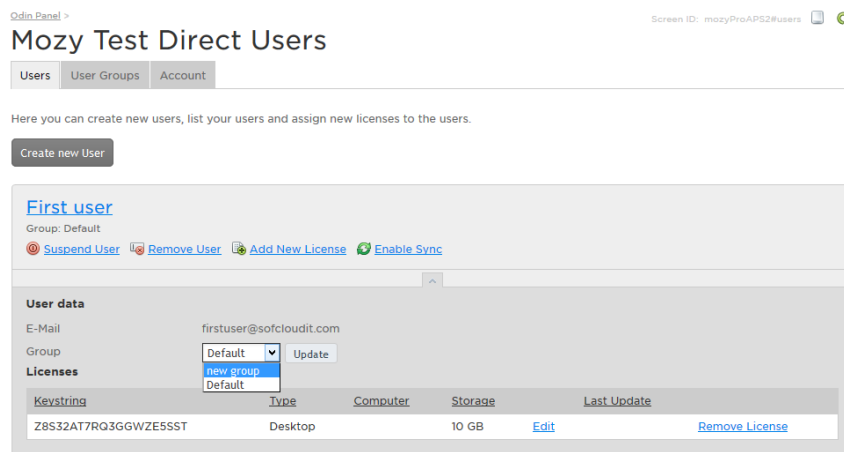 Odin Panel >
Screen ID: mozyProAPS2#users
Mozy Test Direct Users
Users User Groups Account
Here you can create new users, list your users and assign new licenses to the users.
Create new User
First user
Group: Default
Suspend User Remove User Add New License Enable Sync
User data
E-Mail firstuser@sofcloudit.com
Group Default Update
new group
Licenses
Default
Keystring Type Computer Storage Last Update
Z8S32AT7RQ3GGWZE5SST Desktop 10 GB Edit Remove License